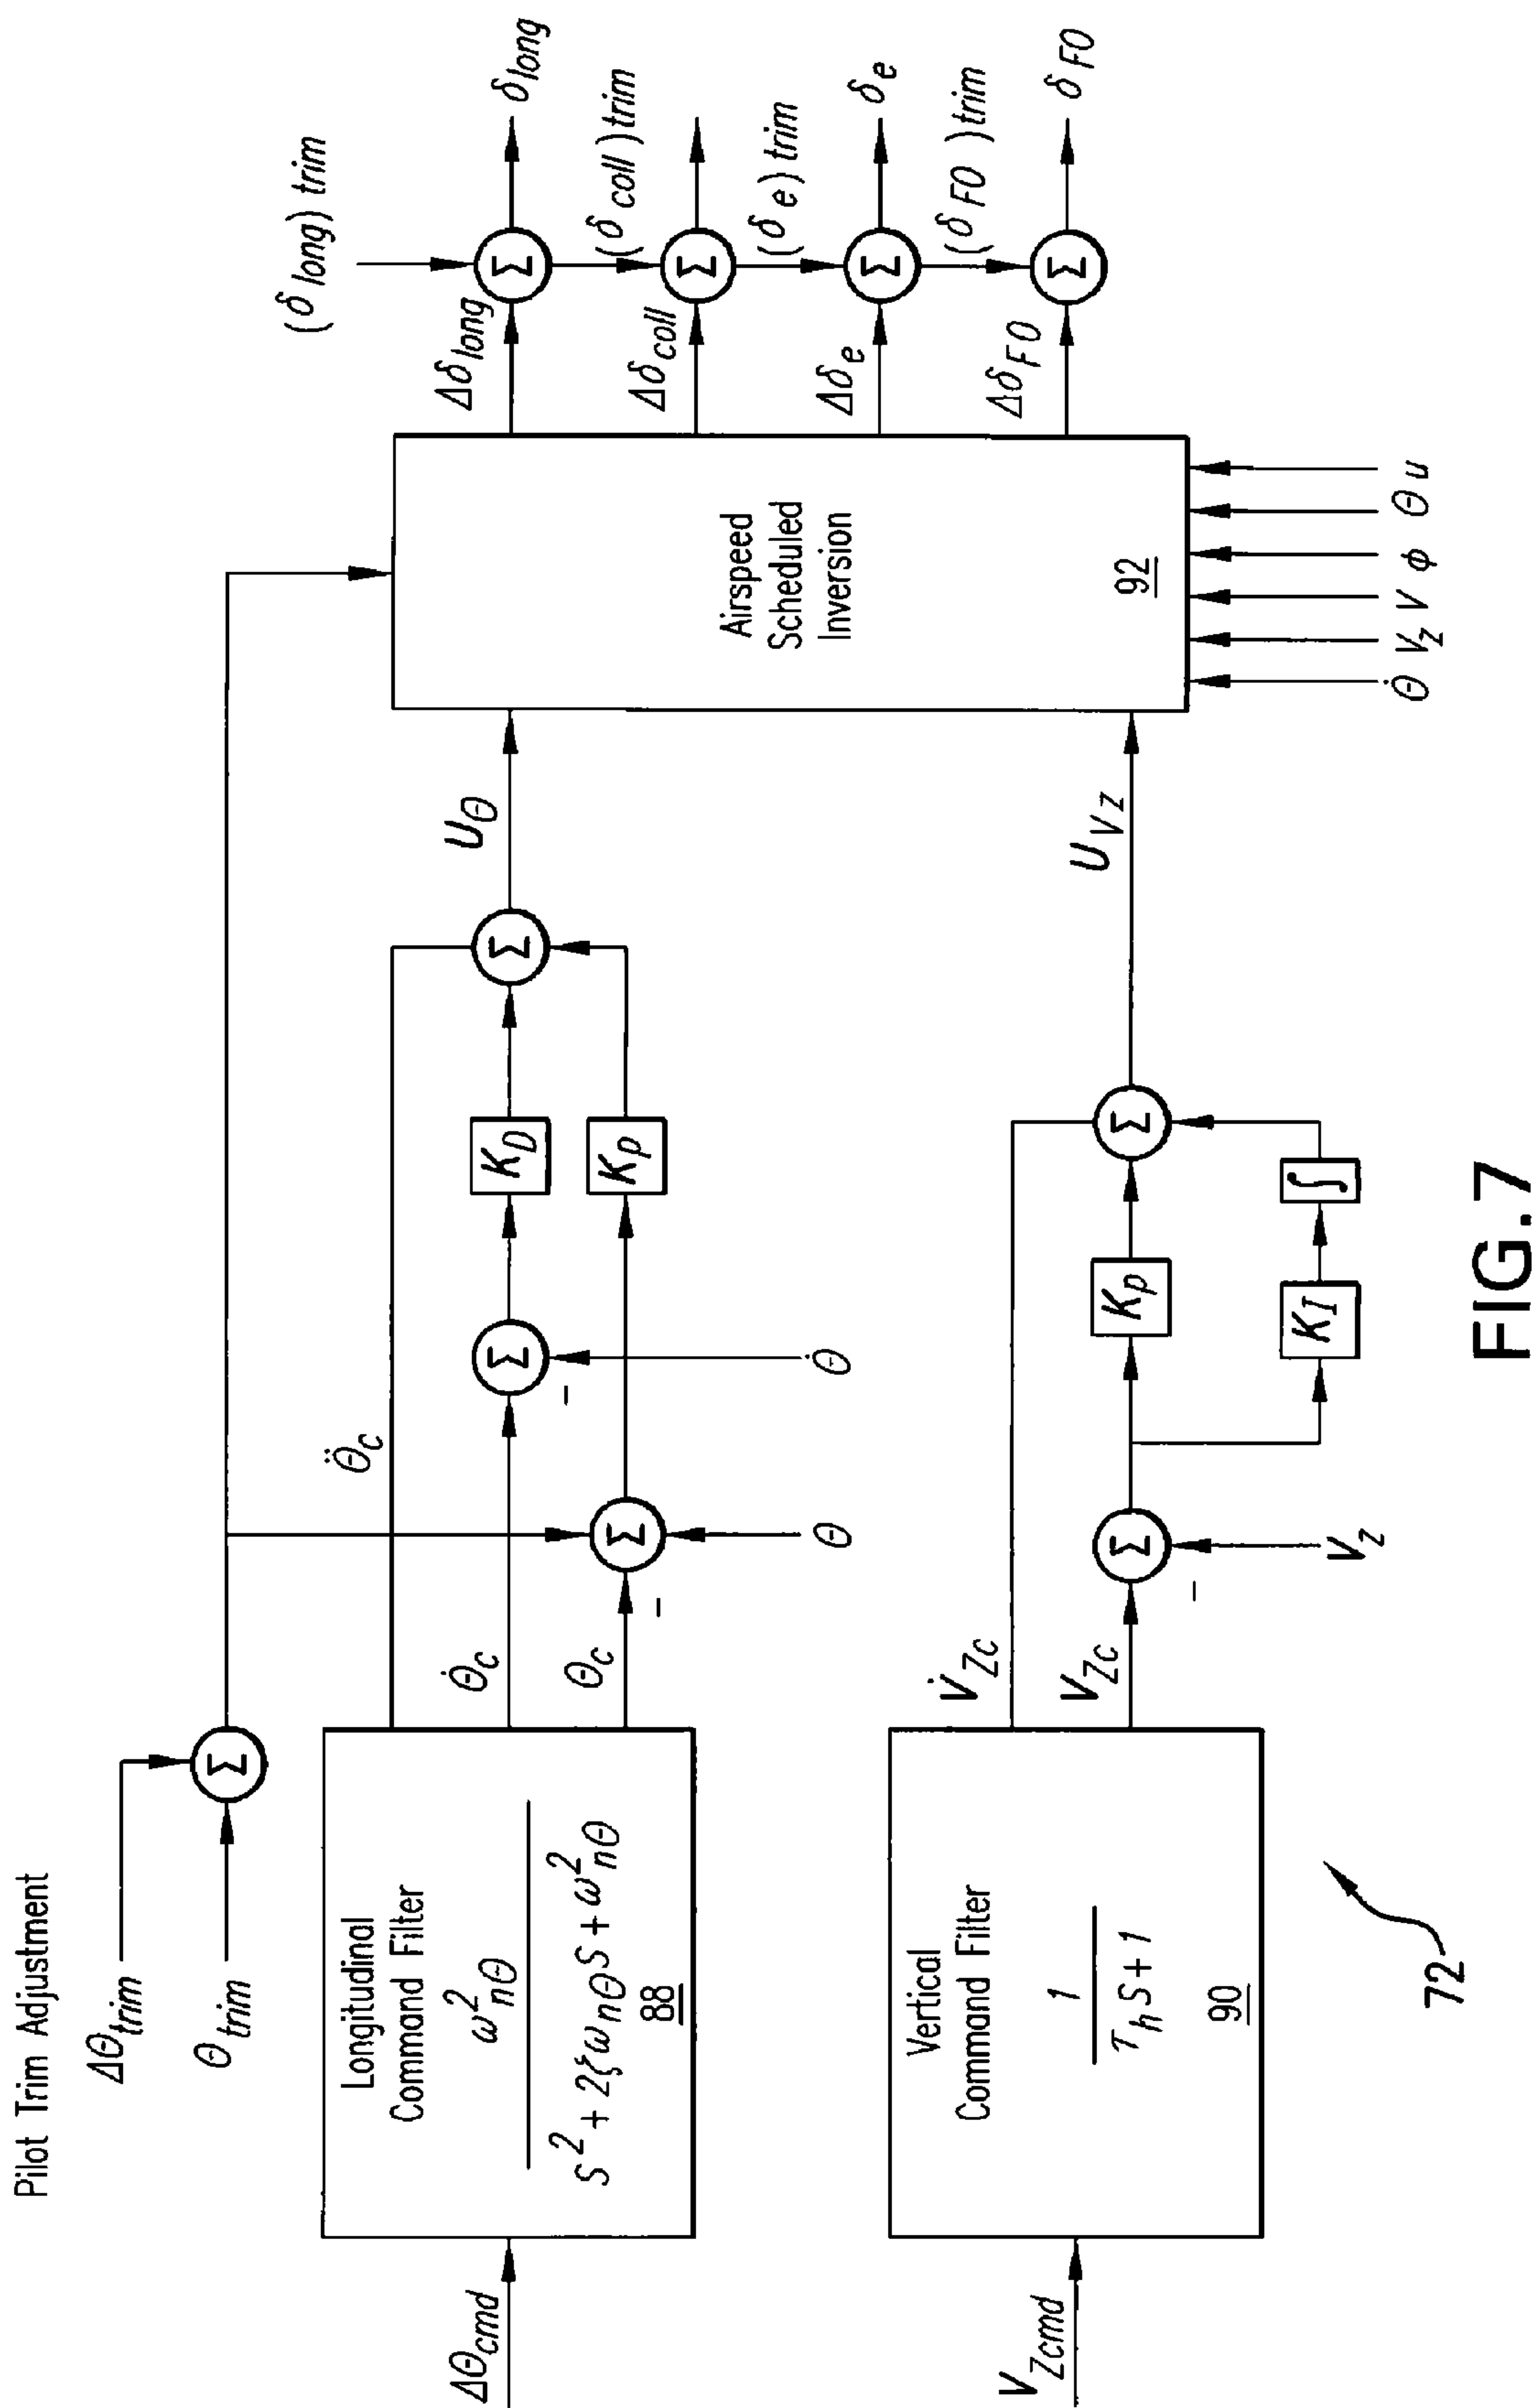 Pilot Trim Adjustment
ΔΘtrim
Θtrim
Σ
ΔΘcmd
Longitudinal
Command Filter
ω²nΘ
S² + 2ζωnΘS + ω²nΘ
88
Θ̈c
Θ̇c
Θc
Σ
-
Θ
Σ
-
Θ̇
KD
KP
Σ
UΘ
VZcmd
Vertical
Command Filter
1
τhS + 1
90
V̇Zc
VZc
Σ
-
VZ
KP
KI
∫
Σ
UVZ
Airspeed
Scheduled
Inversion
92
Θ̇ VZ V ϕ Θ u
(δlong) trim
Δδlong
Σ
δlong
(δcoll) trim
Δδcoll
Σ
(δe) trim
Δδe
Σ
δe
(δFO) trim
ΔδFO
Σ
δFO
72
FIG.7